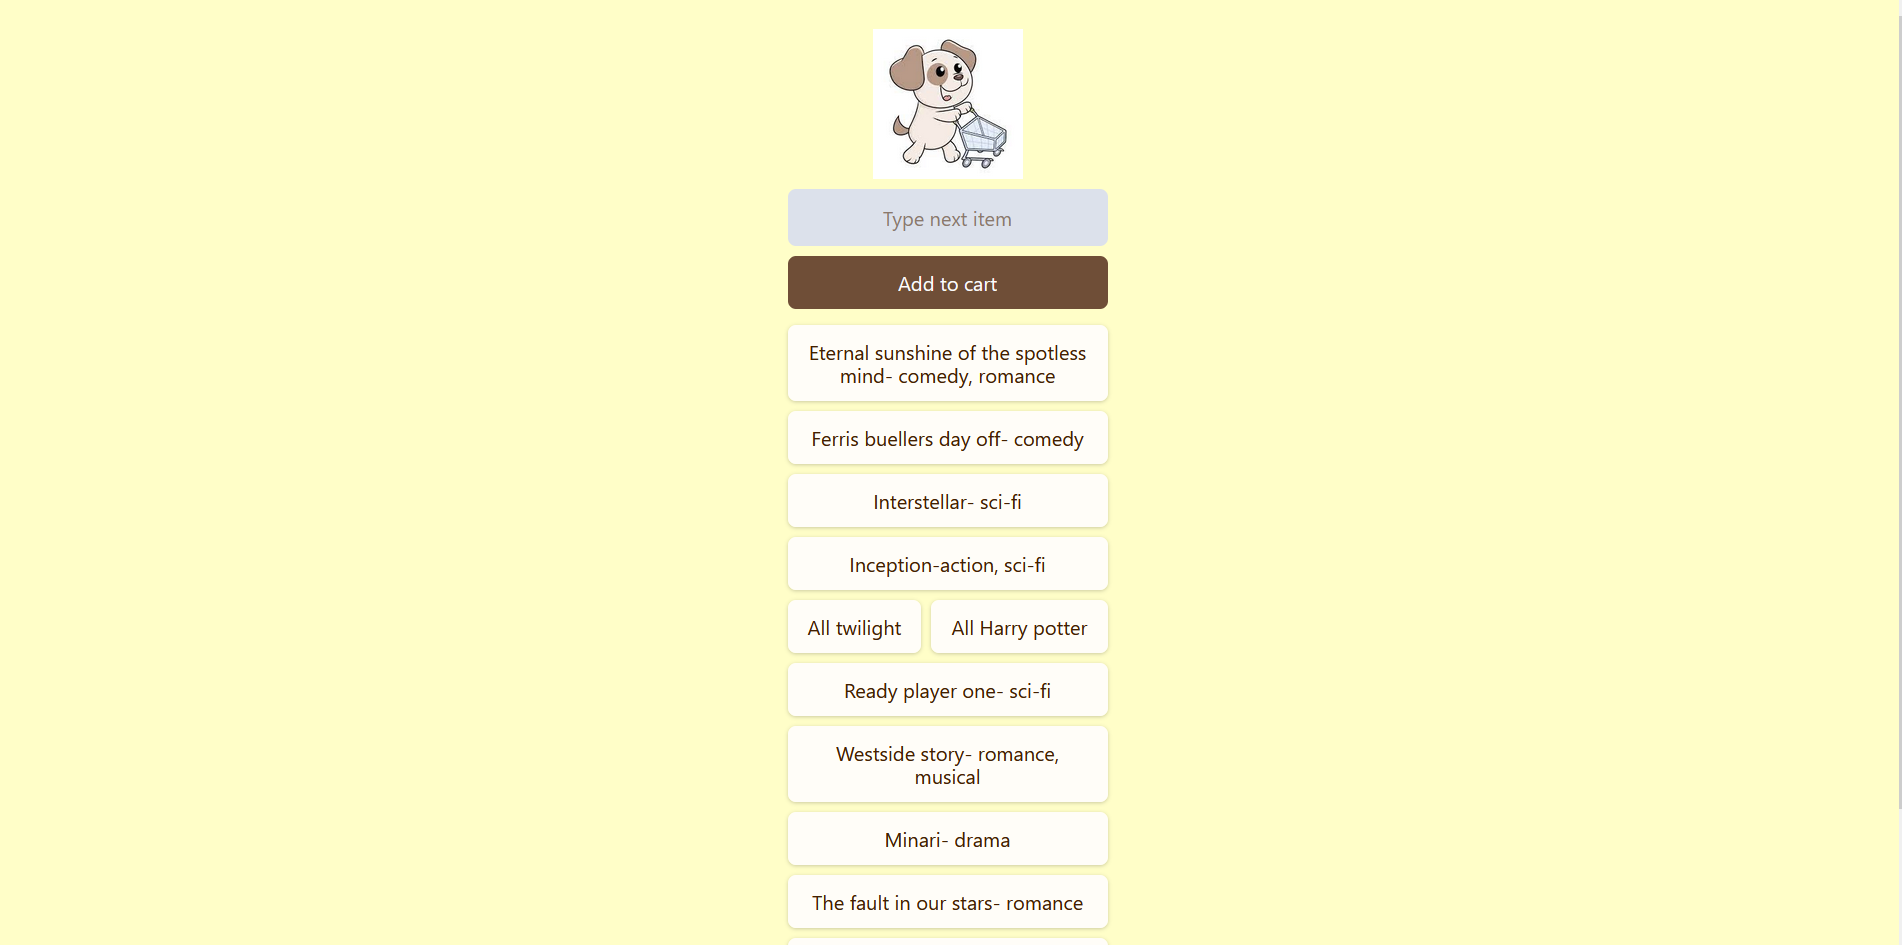 Type next item
Add to cart
Eternal sunshine of the spotless
mind- comedy, romance
Ferris buellers day off- comedy
Interstellar- sci-fi
Inception-action, sci-fi
All twilight
All Harry potter
Ready player one- sci-fi
Westside story- romance,
musical
Minari- drama
The fault in our stars- romance